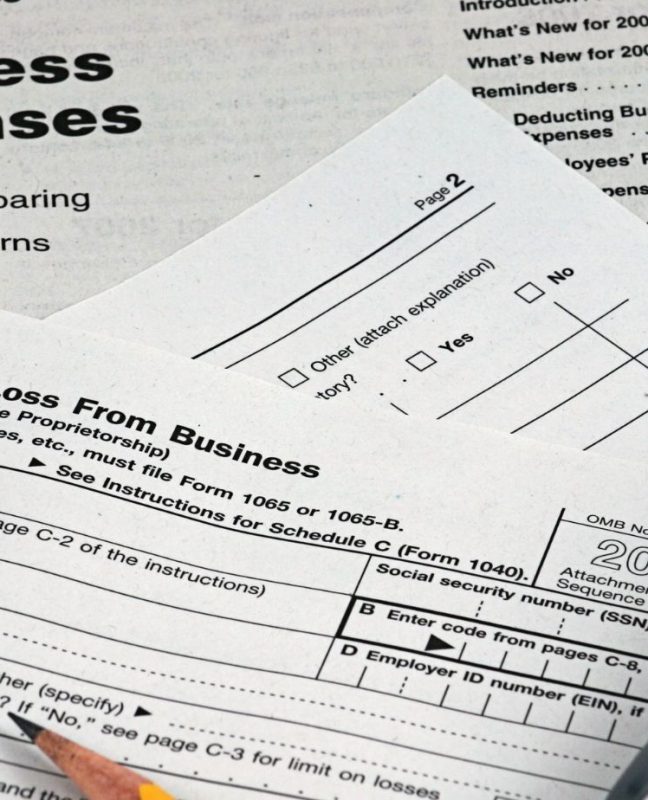 ess
ases
paring
rns
Introduction
What's New for 200
What's New for 200
Reminders . . . . .
Deducting Bu
xpenses . .
loyees' 
pens
Page 2
No
Other (attach explanation)
Yes
tory?
oss From Business
e Proprietorship)
es, etc., must file Form 1065 or 1065-B.
► See Instructions for Schedule C (Form 1040).
OMB No
20
Attachme
Sequence
age C-2 of the instructions)
Social security number (SSN)
B Enter code from pages C-8,
►
D Employer ID number (EIN), if
her (specify) ►
? If "No," see page C-3 for limit on losses
and the